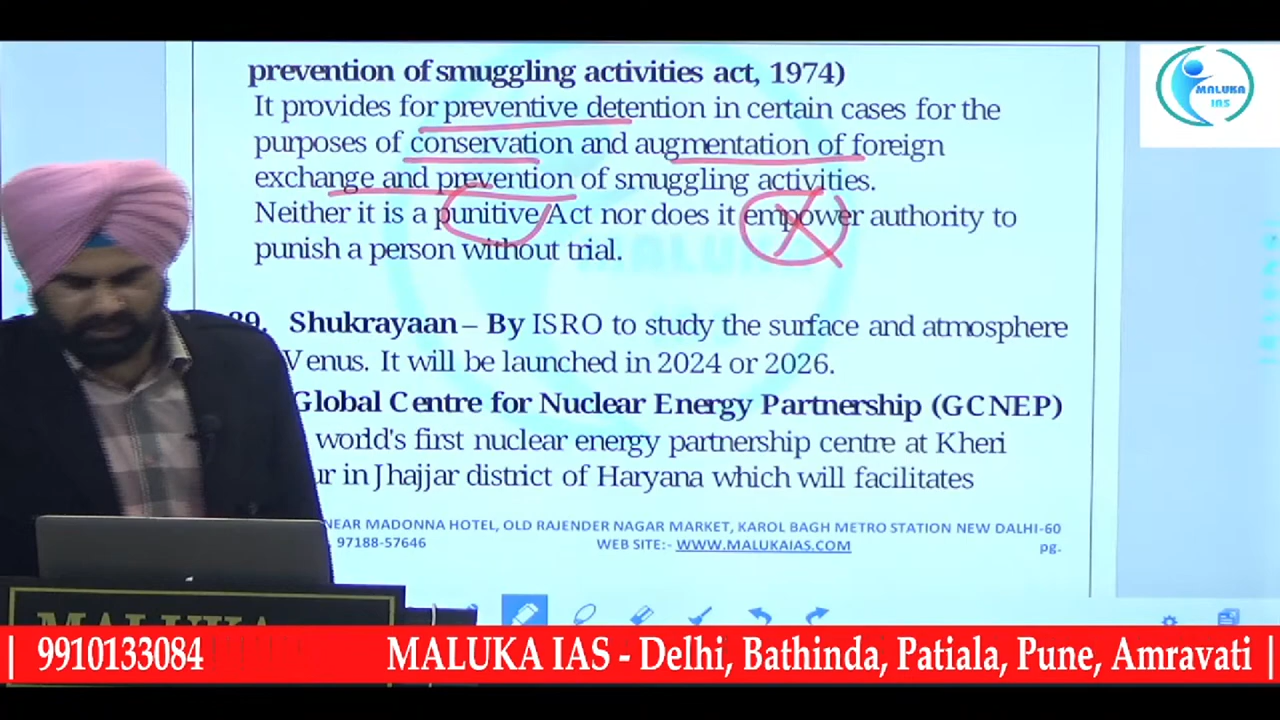 prevention of smuggling activities act, 1974)
It provides for preventive detention in certain cases for the
purposes of conservation and augmentation of foreign
exchange and prevention of smuggling activities.
Neither it is a punitive Act nor does it empower authority to
punish a person without trial.
89. Shukrayaan – By ISRO to study the surface and atmosphere
Venus. It will be launched in 2024 or 2026.
Global Centre for Nuclear Energy Partnership (GCNEP)
world's first nuclear energy partnership centre at Kheri
ur in Jhajjar district of Haryana which will facilitates
NEAR MADONNA HOTEL, OLD RAJENDER NAGAR MARKET, KAROL BAGH METRO STATION NEW DELHI-60
, 97188-57646 WEB SITE:- WWW.MALUKAIAS.COM pg.
MALUKA
IAS
MALUKA
| 9910133084 MALUKA IAS - Delhi, Bathinda, Patiala, Pune, Amravati |